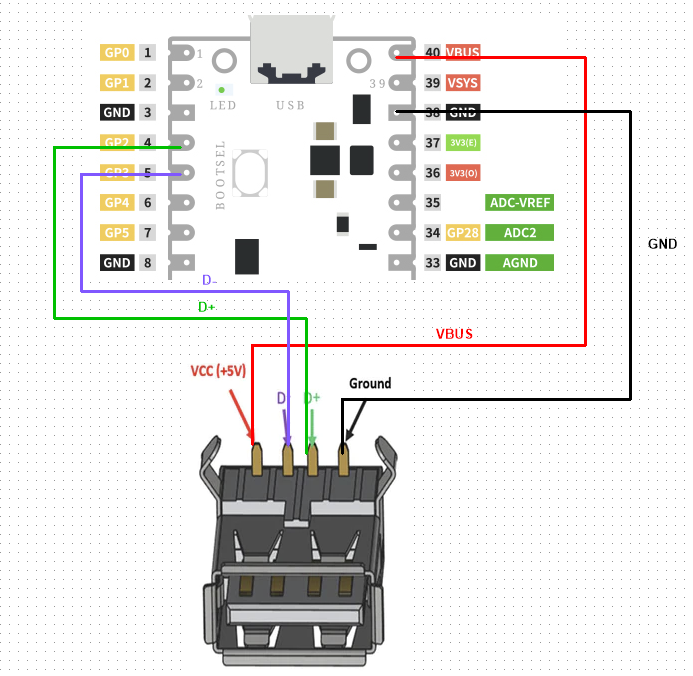 GP0 1 1 40 VBUS
GP1 2 2 39 39 VSYS
GND 3 LED USB 38 GND
GP2 4 37 3V3(E)
GP3 5 BOOTSEL 36 3V3(O)
GP4 6 35 ADC-VREF
GP5 7 34 GP28 ADC2
GND 8 33 GND AGND
GND
D-
D+
VBUS
VCC (+5V)
Ground
D D+